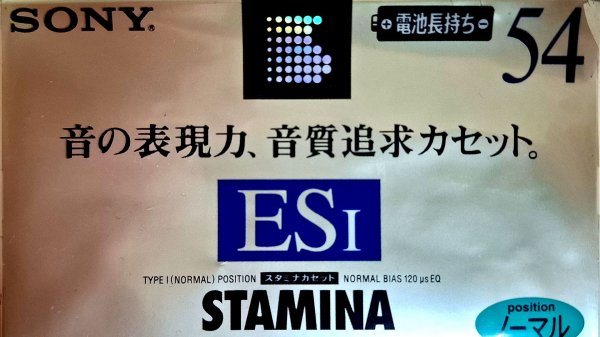 SONY®
⊕電池長持ち⊖
54
音の表現力、音質追求カセット。
ESI
TYPE I (NORMAL) POSITION スタミナカセット NORMAL BIAS 120 μs EQ
STAMINA
position
ノーマル